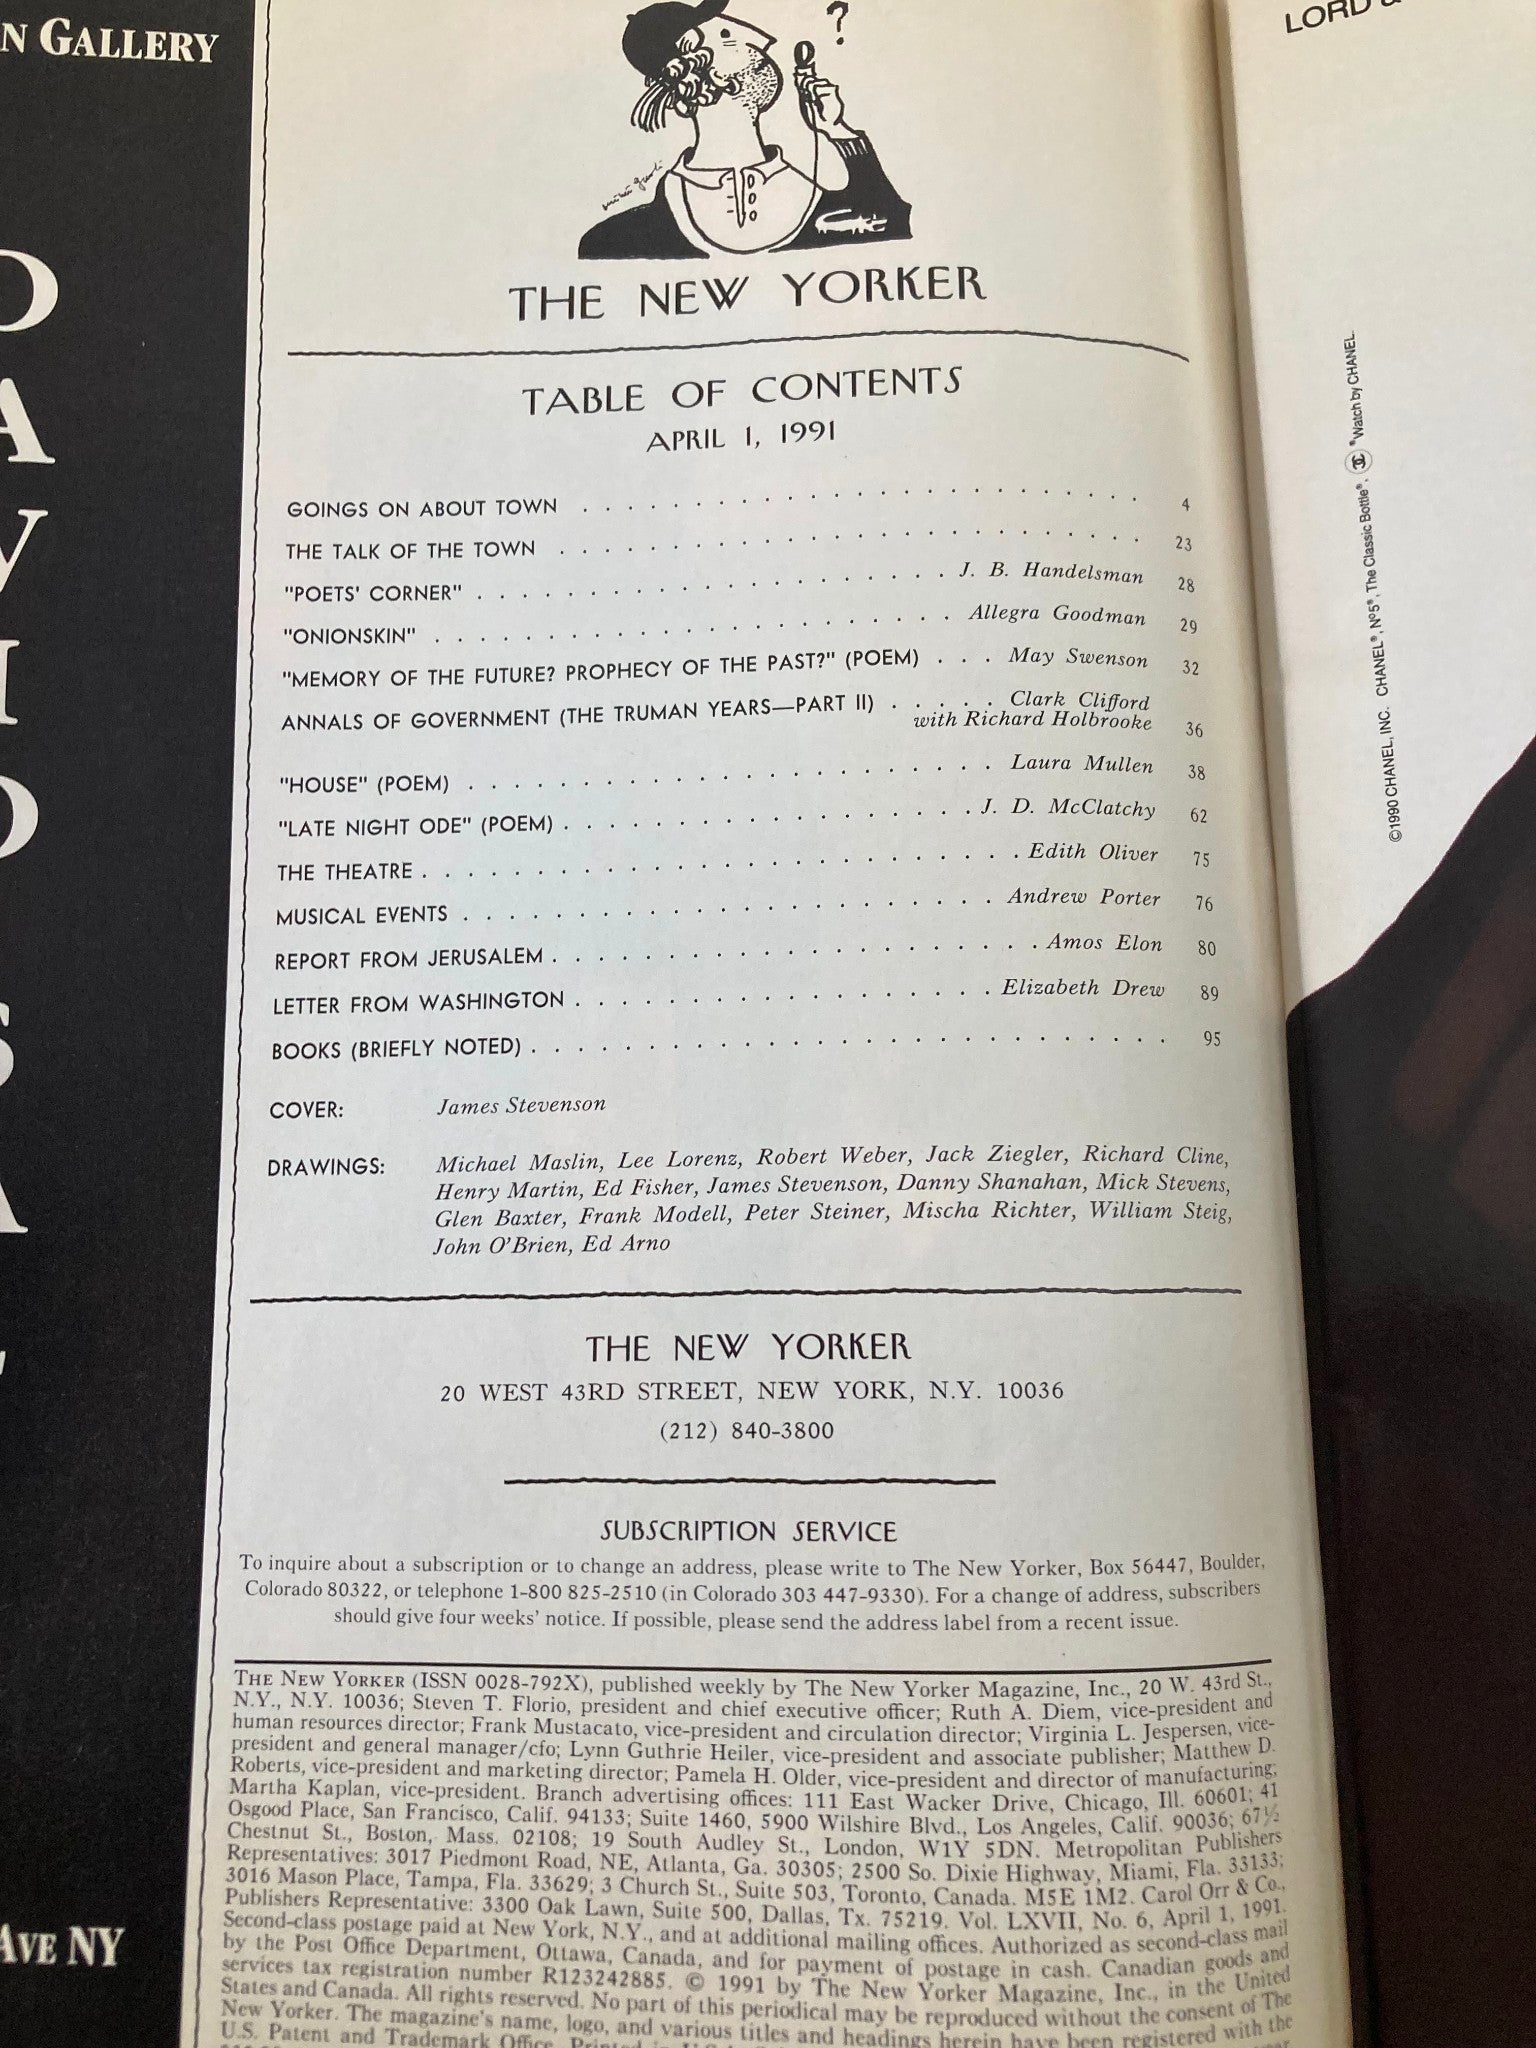 N GALLERY
D
A
V
I
D
S
A
AVE NY
?
THE NEW YORKER
TABLE OF CONTENTS
APRIL 1, 1991
GOINGS ON ABOUT TOWN . . . . . . . . . . . . . . . . . . . . . . 4
THE TALK OF THE TOWN . . . . . . . . . . . . . . . . . . . . . . 23
"POETS' CORNER" . . . . . . . . . . . . . . . . . . J. B. Handelsman 28
"ONIONSKIN" . . . . . . . . . . . . . . . . . . . Allegra Goodman 29
"MEMORY OF THE FUTURE? PROPHECY OF THE PAST?" (POEM) . . . May Swenson 32
ANNALS OF GOVERNMENT (THE TRUMAN YEARS—PART II) . . . . . Clark Clifford
with Richard Holbrooke 36
"HOUSE" (POEM) . . . . . . . . . . . . . . . . . . . Laura Mullen 38
"LATE NIGHT ODE" (POEM) . . . . . . . . . . . . . . . J. D. McClatchy 62
THE THEATRE . . . . . . . . . . . . . . . . . . . . . Edith Oliver 75
MUSICAL EVENTS . . . . . . . . . . . . . . . . . . . Andrew Porter 76
REPORT FROM JERUSALEM . . . . . . . . . . . . . . . . . Amos Elon 80
LETTER FROM WASHINGTON . . . . . . . . . . . . . . . Elizabeth Drew 89
BOOKS (BRIEFLY NOTED) . . . . . . . . . . . . . . . . . . . . . . 95
COVER: James Stevenson
DRAWINGS: Michael Maslin, Lee Lorenz, Robert Weber, Jack Ziegler, Richard Cline,
Henry Martin, Ed Fisher, James Stevenson, Danny Shanahan, Mick Stevens,
Glen Baxter, Frank Modell, Peter Steiner, Mischa Richter, William Steig,
John O'Brien, Ed Arno
THE NEW YORKER
20 WEST 43RD STREET, NEW YORK, N.Y. 10036
(212) 840-3800
SUBSCRIPTION SERVICE
To inquire about a subscription or to change an address, please write to The New Yorker, Box 56447, Boulder,
Colorado 80322, or telephone 1-800 825-2510 (in Colorado 303 447-9330). For a change of address, subscribers
should give four weeks' notice. If possible, please send the address label from a recent issue.
THE NEW YORKER (ISSN 0028-792X), published weekly by The New Yorker Magazine, Inc., 20 W. 43rd St.,
N.Y., N.Y. 10036; Steven T. Florio, president and chief executive officer; Ruth A. Diem, vice-president and
human resources director; Frank Mustacato, vice-president and circulation director; Virginia L. Jespersen, vice-
president and general manager/cfo; Lynn Guthrie Heiler, vice-president and associate publisher; Matthew D.
Roberts, vice-president and marketing director; Pamela H. Older, vice-president and director of manufacturing;
Martha Kaplan, vice-president. Branch advertising offices: 111 East Wacker Drive, Chicago, Ill. 60601; 41
Osgood Place, San Francisco, Calif. 94133; Suite 1460, 5900 Wilshire Blvd., Los Angeles, Calif. 90036; 67½
Chestnut St., Boston, Mass. 02108; 19 South Audley St., London, W1Y 5DN. Metropolitan Publishers
Representatives: 3017 Piedmont Road, NE, Atlanta, Ga. 30305; 2500 So. Dixie Highway, Miami, Fla. 33133;
3016 Mason Place, Tampa, Fla. 33629; 3 Church St., Suite 503, Toronto, Canada. M5E 1M2. Carol Orr & Co.,
Publishers Representative: 3300 Oak Lawn, Suite 500, Dallas, Tx. 75219. Vol. LXVII, No. 6, April 1, 1991.
Second-class postage paid at New York, N.Y., and at additional mailing offices. Authorized as second-class mail
by the Post Office Department, Ottawa, Canada, and for payment of postage in cash. Canadian goods and
services tax registration number R123242885. © 1991 by The New Yorker Magazine, Inc., in the United
States and Canada. All rights reserved. No part of this periodical may be reproduced without the consent of The
New Yorker. The magazine's name, logo, and various titles and headings herein have been registered with the
U.S. Patent and Trademark Office. Printed in
LORD &
©1990 CHANEL, INC. CHANEL®, Nº5®, The Classic Bottle®, ®Watch by CHANEL.